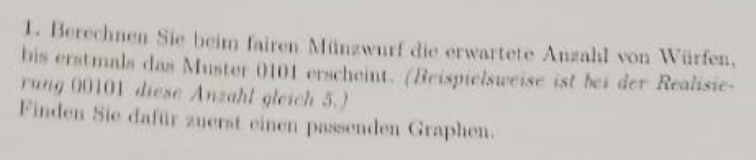 1. Berechnen Sie beim fairen Münzwurf die erwartete Anzahl von Würfen,
bis erstmals das Muster 0101 erscheint. (Beispielsweise ist bei der Realisie-
rung 00101 diese Anzahl gleich 5.)
Finden Sie dafür zuerst einen passenden Graphen.